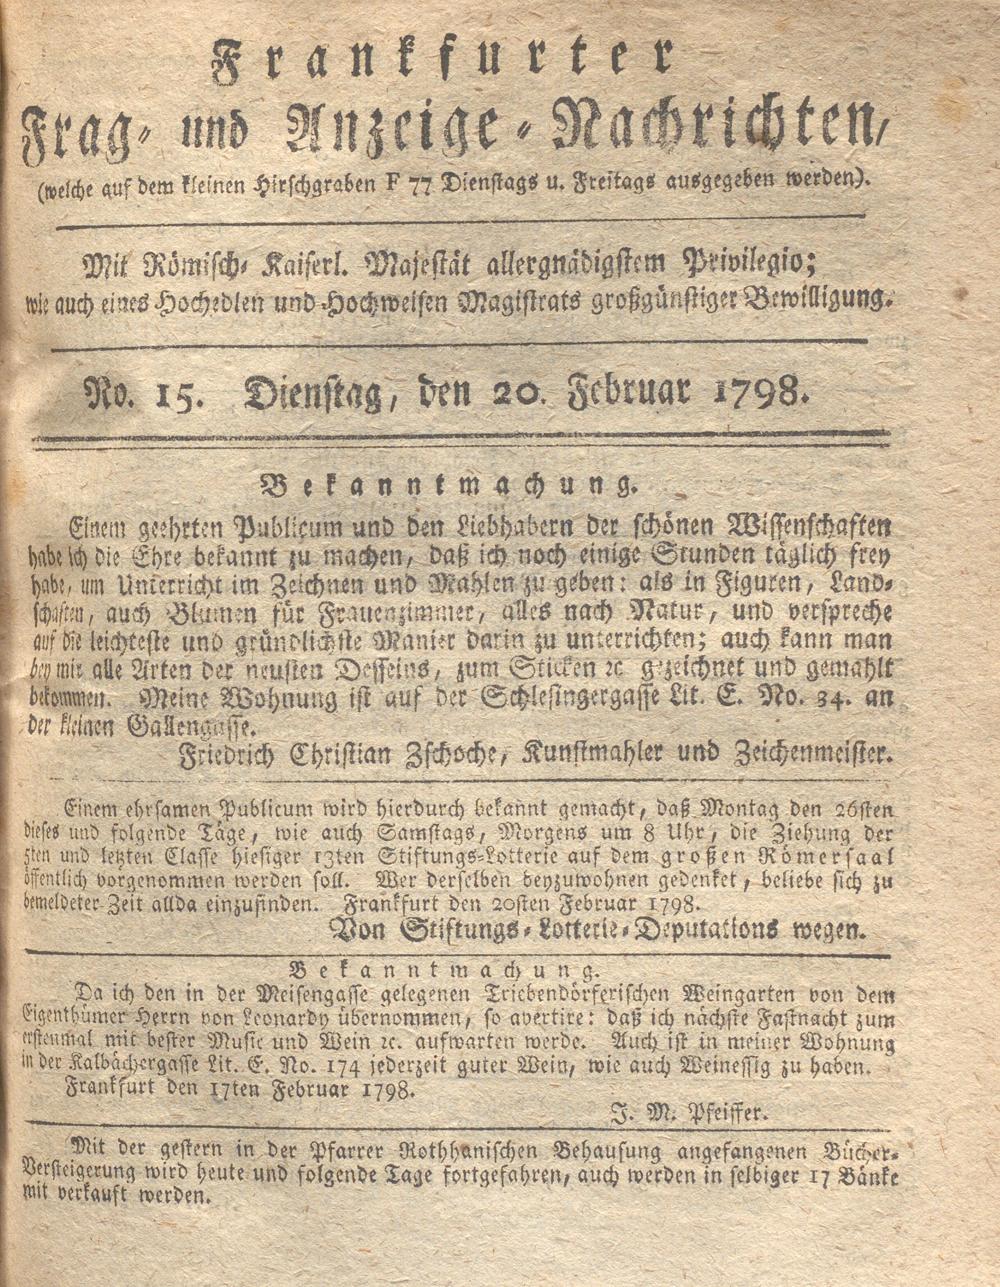 Frankfurter
Frag- und Anzeige-Nachrichten,
(welche auf dem kleinen Hirschgraben F 77 Dienstags u. Freitags ausgegeben werden).
Mit Römisch-Kaiserl. Majestät allergnädigstem Privilegio;
wie auch eines Hochedlen und Hochweisen Magistrats großgünstiger Bewilligung.
No. 15. Dienstag, den 20. Februar 1798.
Bekanntmachung.
Einem geehrten Publicum und den Liebhabern der schönen Wissenschaften
habe ich die Ehre bekannt zu machen, daß ich noch einige Stunden täglich frey
habe, um Unterricht im Zeichnen und Mahlen zu geben: als in Figuren, Land-
schaften, auch Blumen für Frauenzimmer, alles nach Natur, und verspreche
auf die leichteste und gründlichste Manier darin zu unterrichten; auch kann man
bey mir alle Arten der neusten Desseins, zum Sticken ꝛc gezeichnet und gemahlt
bekommen. Meine Wohnung ist auf der Schlesingergasse Lit. E. No. 34. an
der kleinen Gallengasse.
Friedrich Christian Zschoche, Kunstmahler und Zeichenmeister.
Einem ehrsamen Publicum wird hierdurch bekañt gemacht, daß Montag den 26sten
dieses und folgende Täge, wie auch Samstags, Morgens um 8 Uhr, die Ziehung der
5ten und letzten Classe hiesiger 13ten Stiftungs-Lotterie auf dem großen Römersaal
öffentlich vorgenommen werden soll. Wer derselben beyzuwohnen gedenket, beliebe sich zu
bemeldeter Zeit allda einzufinden. Frankfurt den 20sten Februar 1798.
Von Stiftungs-Lotterie-Deputations wegen.
Bekanntmachung.
Da ich den in der Meisengasse gelegenen Triebendörferischen Weingarten von dem
Eigenthümer Herrn von Leonardy übernommen, so avertire: daß ich nächste Fastnacht zum
erstenmal mit bester Music und Wein ꝛc. aufwarten werde. Auch ist in meiner Wohnung
in der Kalbächergasse Lit. E. No. 174 jederzeit guter Wein, wie auch Weinessig zu haben.
Frankfurt den 17ten Februar 1798.
J. M. Pfeiffer.
Mit der gestern in der Pfarrer Rothhanischen Behausung angefangenen Bücher-
Versteigerung wird heute und folgende Tage fortgefahren, auch werden in selbiger 17 Bänke
mit verkauft werden.